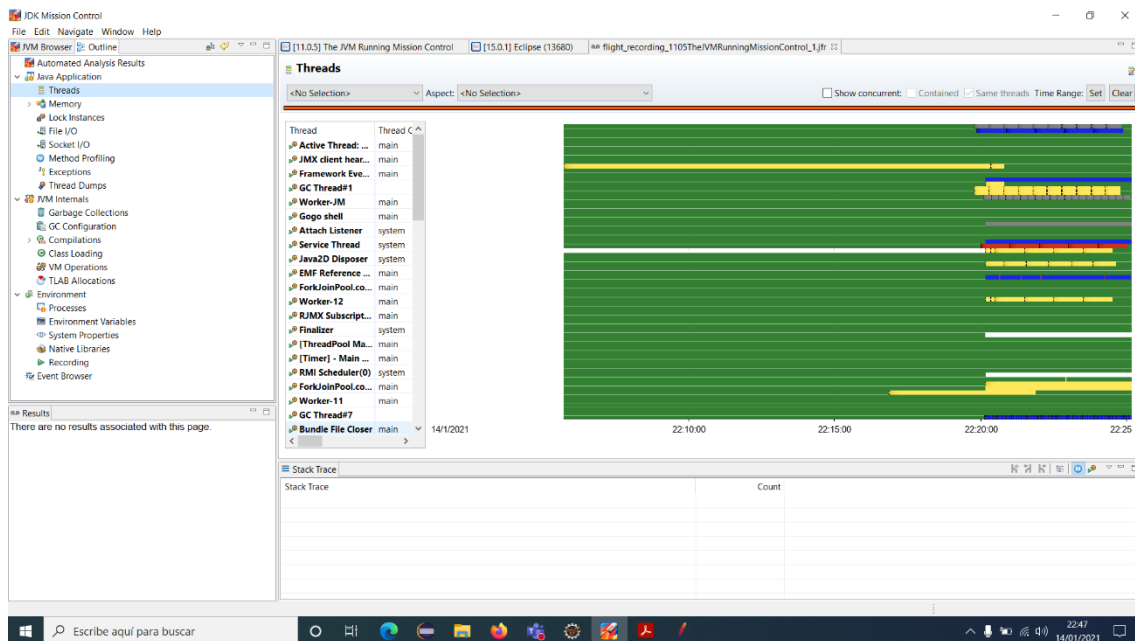 JDK Mission Control
File Edit Navigate Window Help
JVM Browser Outline
[11.0.5] The JVM Running Mission Control [15.0.1] Eclipse (13680) flight_recording_1105TheJVMRunningMissionControl_1.jfr
Automated Analysis Results
Java Application
Threads
Memory
Lock Instances
File I/O
Socket I/O
Method Profiling
Exceptions
Thread Dumps
JVM Internals
Garbage Collections
GC Configuration
Compilations
Class Loading
VM Operations
TLAB Allocations
Environment
Processes
Environment Variables
System Properties
Native Libraries
Recording
Event Browser
Results
There are no results associated with this page.
Threads
<No Selection> Aspect: <No Selection> Show concurrent: Contained Same threads Time Range: Set Clear
Thread Thread C
Active Thread: ... main
JMX client hear... main
Framework Eve... main
GC Thread#1
Worker-JM main
Gogo shell main
Attach Listener system
Service Thread system
Java2D Disposer system
EMF Reference ... main
ForkJoinPool.co... main
Worker-12 main
RJMX Subscript... main
Finalizer system
[ThreadPool Ma... main
[Timer] - Main ... main
RMI Scheduler(0) system
ForkJoinPool.co... main
Worker-11 main
GC Thread#7
Bundle File Closer main
14/1/2021 22:10:00 22:15:00 22:20:00 22:25
Stack Trace
Stack Trace Count
Escribe aquí para buscar
22:47
14/01/2021